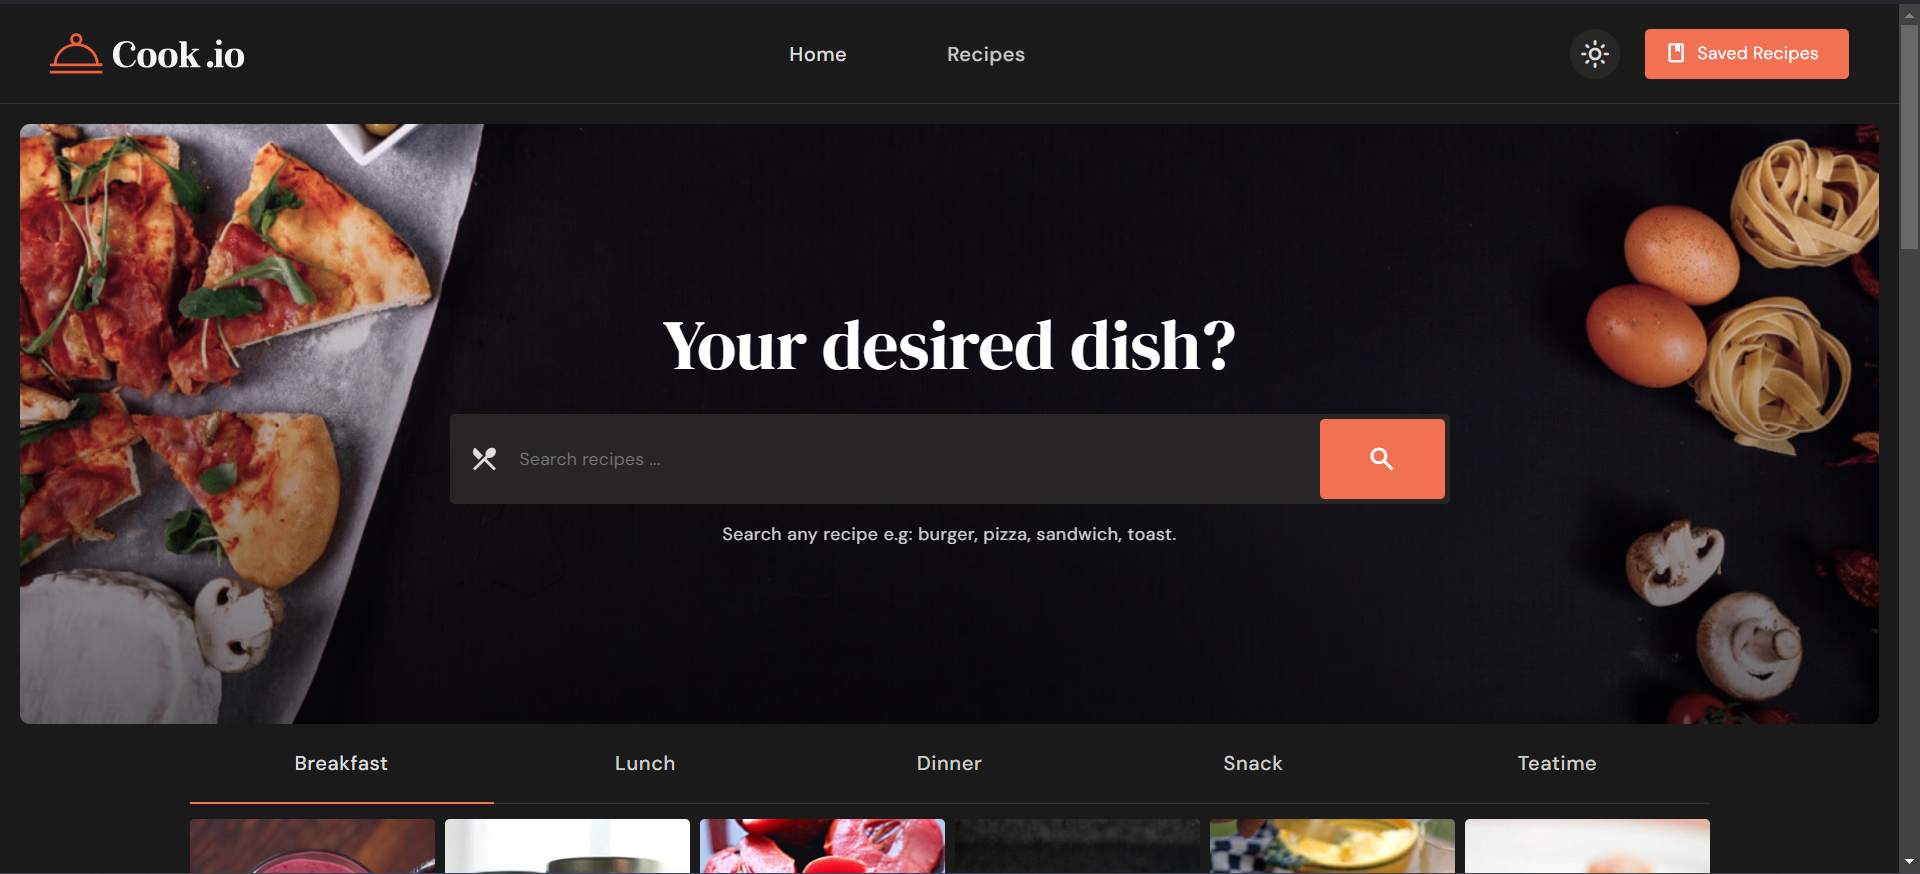 Cook.io
Home
Recipes
Saved Recipes
Your desired dish?
Search recipes ...
Search any recipe e.g: burger, pizza, sandwich, toast.
Breakfast
Lunch
Dinner
Snack
Teatime